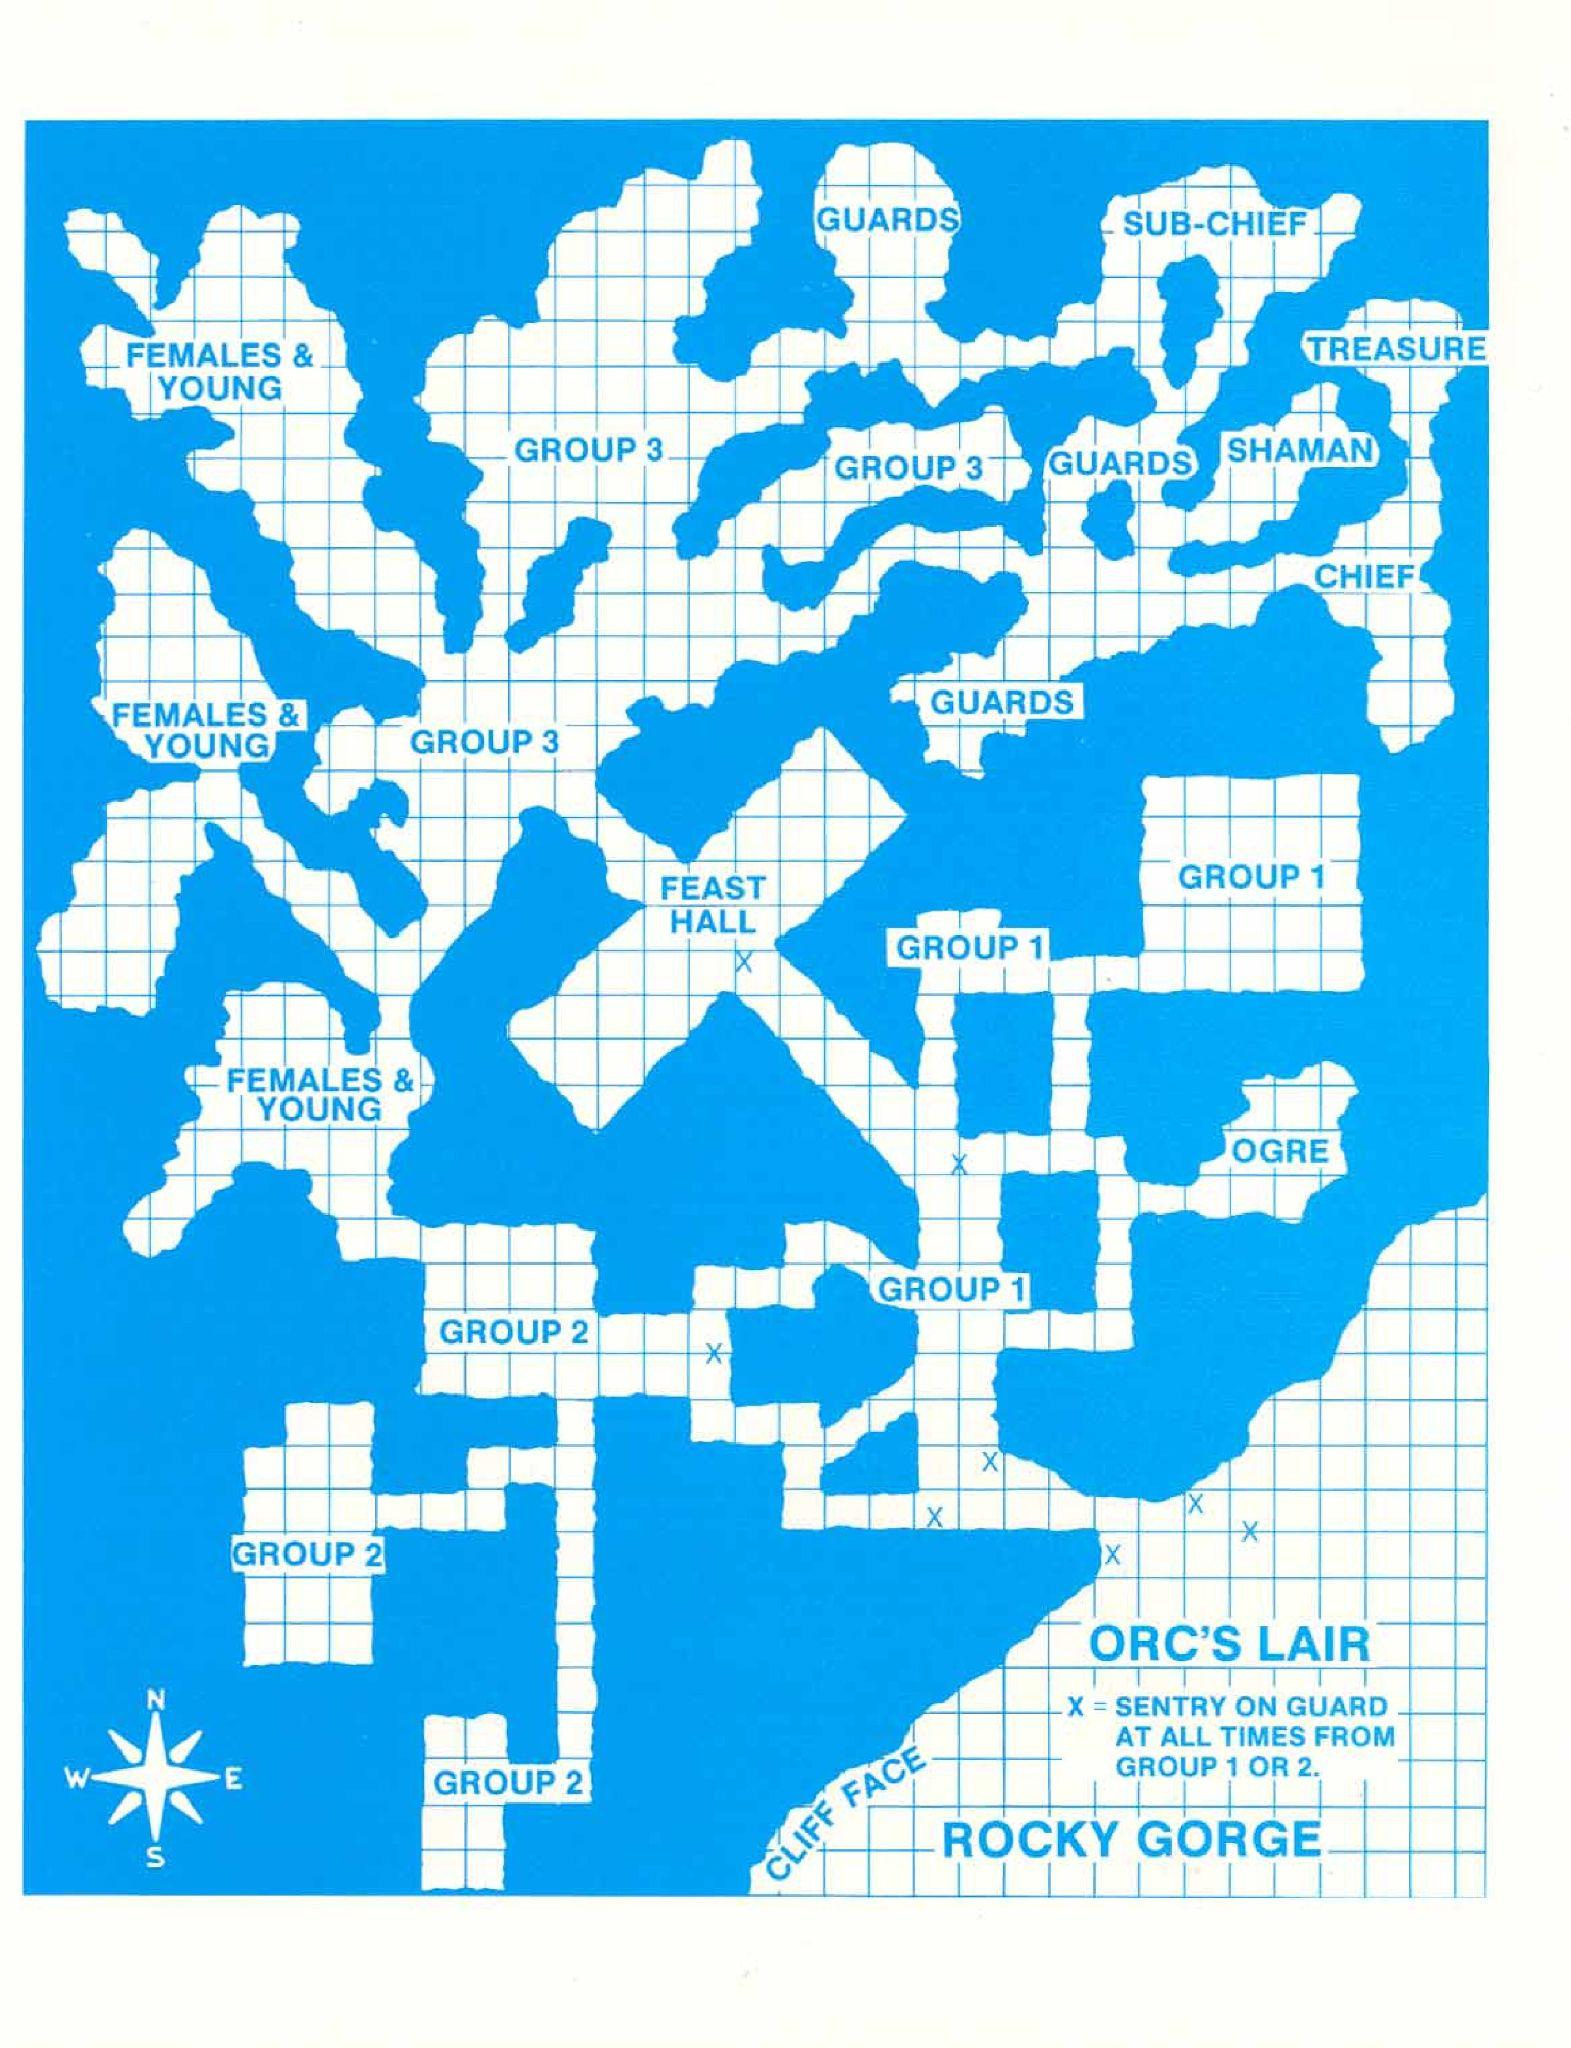 GUARDS
SUB-CHIEF
TREASURE
FEMALES &
YOUNG
GROUP 3
GROUP 3
GUARDS
SHAMAN
CHIEF
GUARDS
FEMALES &
YOUNG
GROUP 3
GROUP 1
FEAST
HALL
X
GROUP 1
FEMALES &
YOUNG
OGRE
X
GROUP 1
GROUP 2
X
X
X
X
X
X
GROUP 2
ORC'S LAIR
X = SENTRY ON GUARD
AT ALL TIMES FROM
GROUP 1 OR 2.
N
W
E
S
GROUP 2
CLIFF FACE
ROCKY GORGE